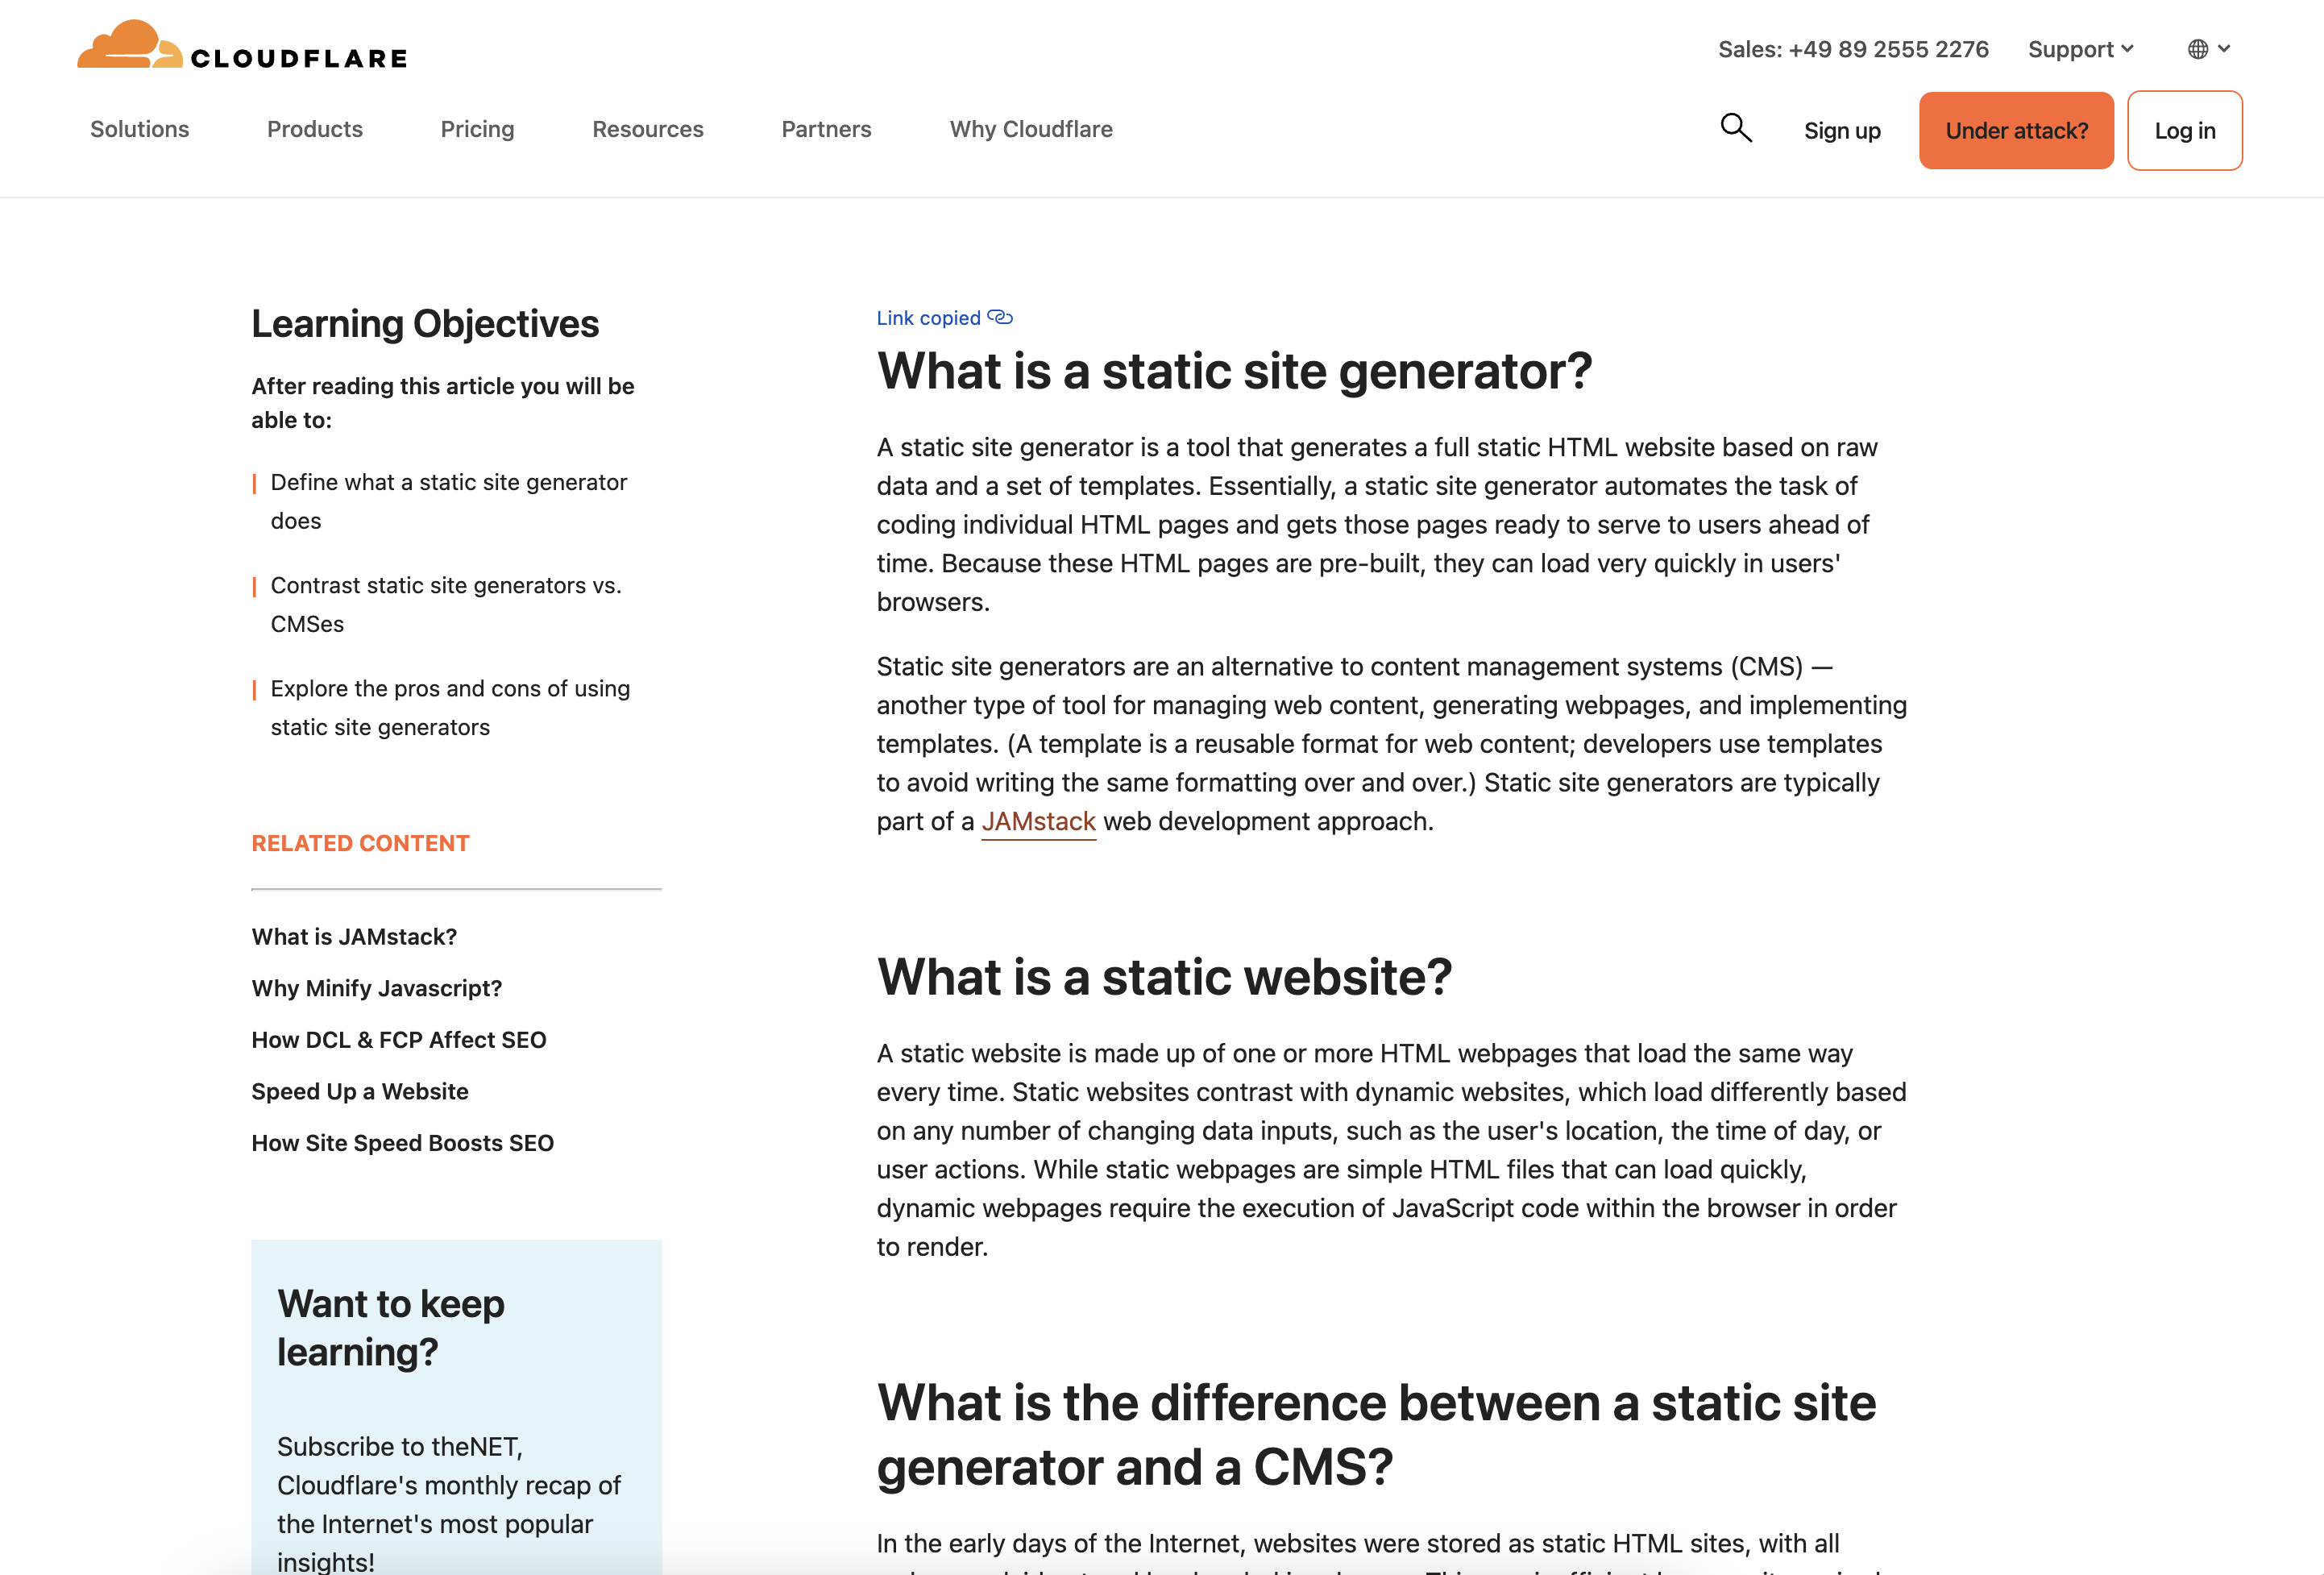 CLOUDFLARE
Sales: +49 89 2555 2276
Support
Solutions
Products
Pricing
Resources
Partners
Why Cloudflare
Sign up
Under attack?
Log in
Learning Objectives
After reading this article you will be
able to:
Define what a static site generator
does
Contrast static site generators vs.
CMSes
Explore the pros and cons of using
static site generators
RELATED CONTENT
What is JAMstack?
Why Minify Javascript?
How DCL & FCP Affect SEO
Speed Up a Website
How Site Speed Boosts SEO
Want to keep
learning?
Subscribe to theNET,
Cloudflare's monthly recap of
the Internet's most popular
insights!
Link copied
What is a static site generator?
A static site generator is a tool that generates a full static HTML website based on raw
data and a set of templates. Essentially, a static site generator automates the task of
coding individual HTML pages and gets those pages ready to serve to users ahead of
time. Because these HTML pages are pre-built, they can load very quickly in users'
browsers.
Static site generators are an alternative to content management systems (CMS) —
another type of tool for managing web content, generating webpages, and implementing
templates. (A template is a reusable format for web content; developers use templates
to avoid writing the same formatting over and over.) Static site generators are typically
part of a JAMstack web development approach.
What is a static website?
A static website is made up of one or more HTML webpages that load the same way
every time. Static websites contrast with dynamic websites, which load differently based
on any number of changing data inputs, such as the user's location, the time of day, or
user actions. While static webpages are simple HTML files that can load quickly,
dynamic webpages require the execution of JavaScript code within the browser in order
to render.
What is the difference between a static site
generator and a CMS?
In the early days of the Internet, websites were stored as static HTML sites, with all